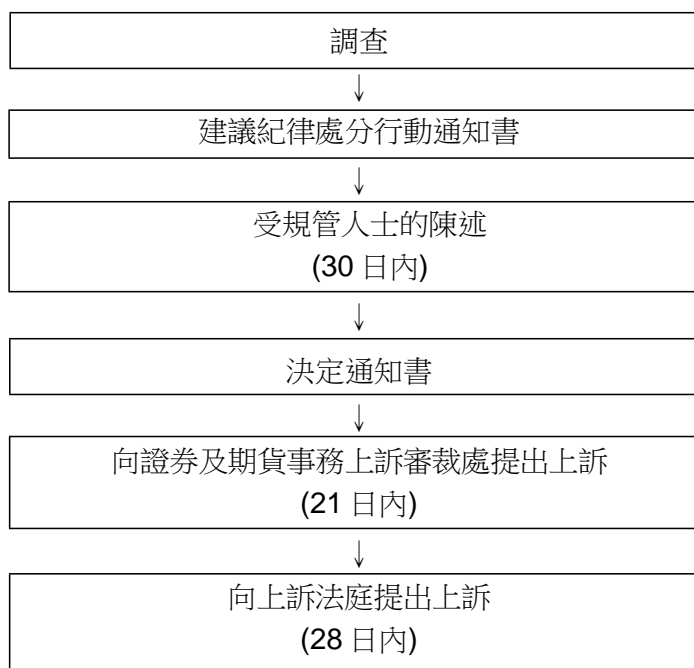 調查
↓
建議紀律處分行動通知書
↓
受規管人士的陳述
(30 日內)
↓
決定通知書
↓
向證券及期貨事務上訴審裁處提出上訴
(21 日內)
↓
向上訴法庭提出上訴
(28 日內)